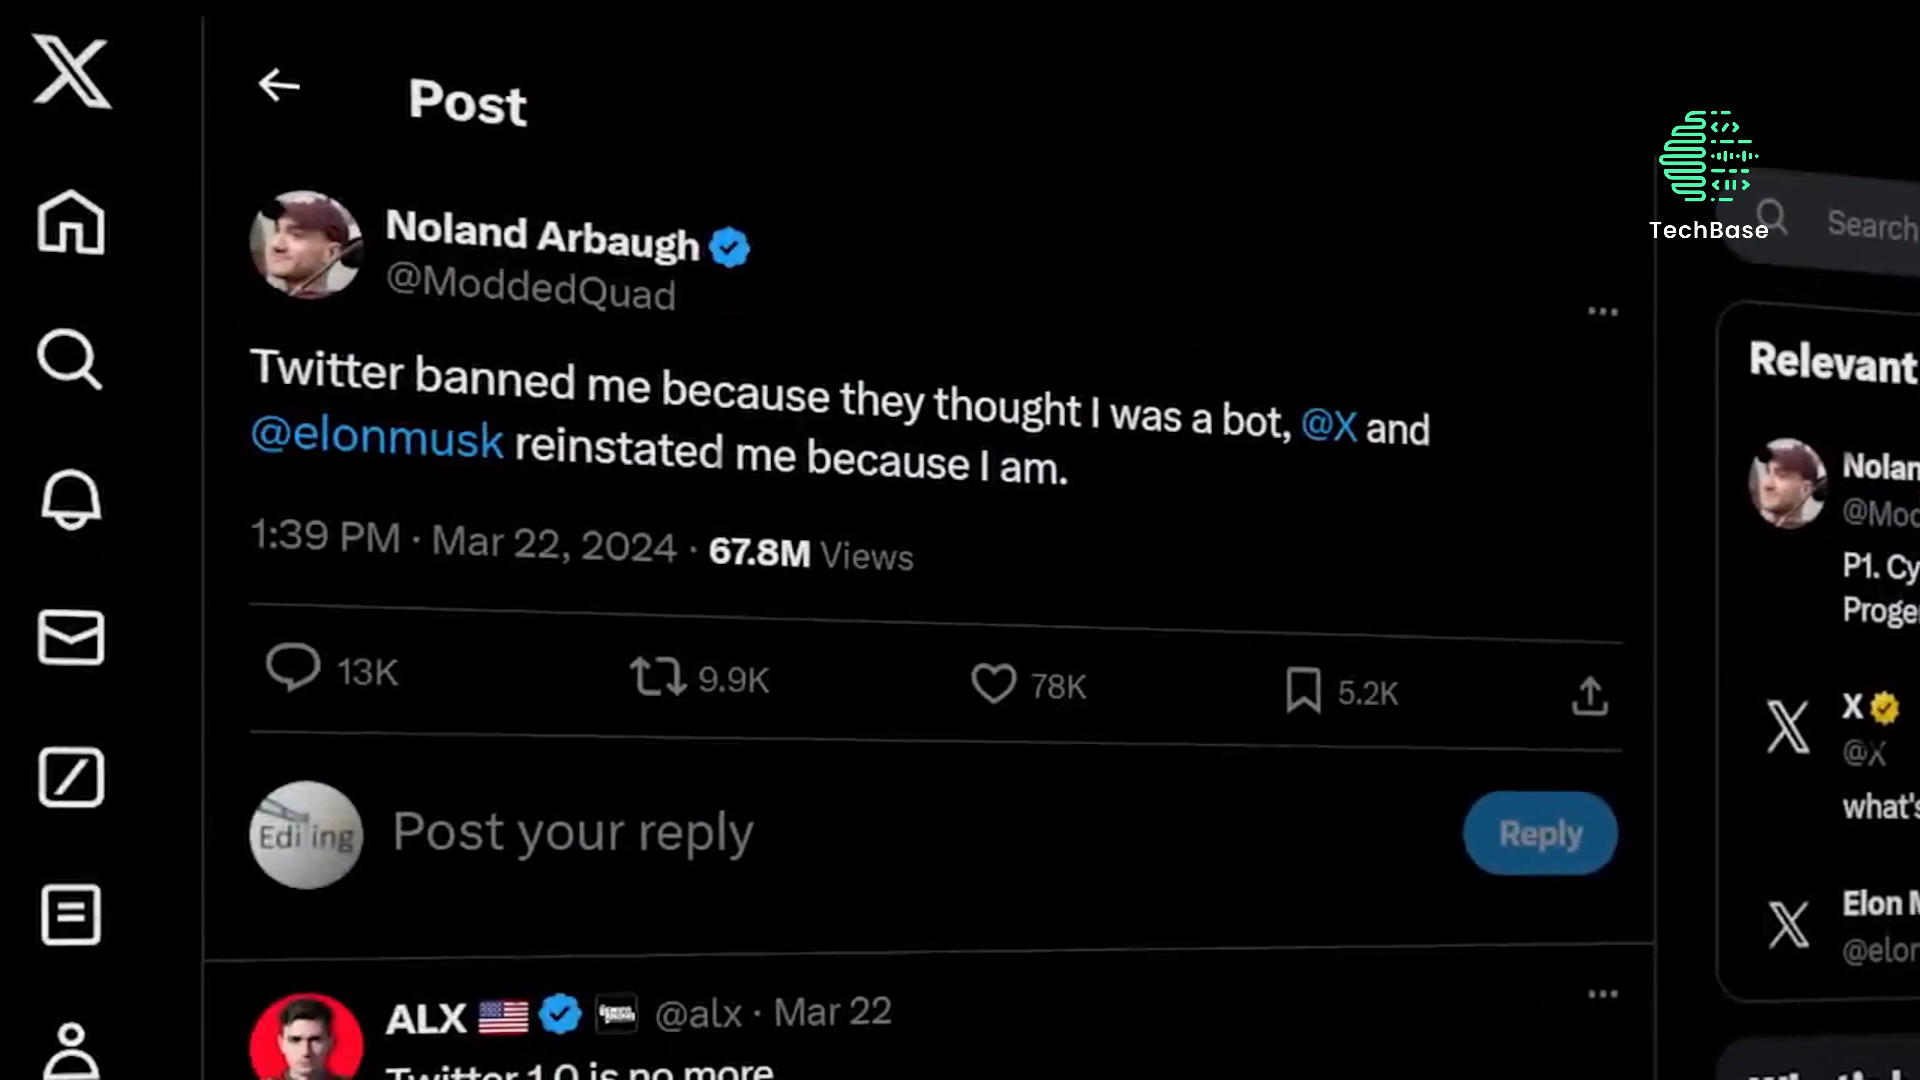 Post
TechBase
Search
Noland Arbaugh
@ModdedQuad
Twitter banned me because they thought I was a bot, @X and
@elonmusk reinstated me because I am.
1:39 PM · Mar 22, 2024 · 67.8M Views
13K 9.9K 78K 5.2K
Edi ing
Post your reply
Reply
ALX @alx · Mar 22
Twitter 1.0 is no more
Relevant
Nolan
@Mod
P1. Cy
Proge
X
@X
what's
Elon M
@elon